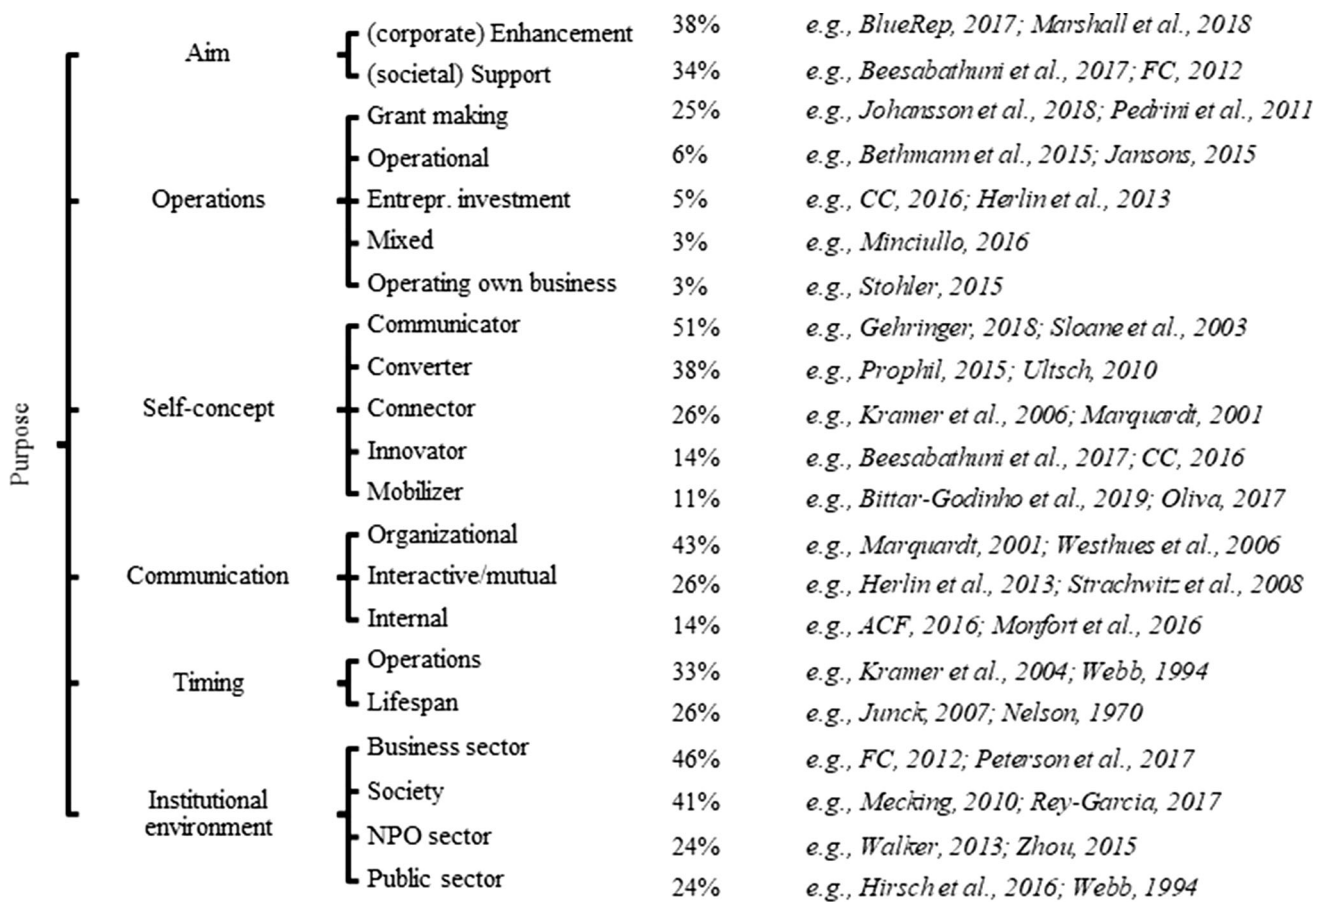 Purpose
Aim
(corporate) Enhancement 38% e.g., BlueRep, 2017; Marshall et al., 2018
(societal) Support 34% e.g., Beesabathuni et al., 2017; FC, 2012
Operations
Grant making 25% e.g., Johansson et al., 2018; Pedrini et al., 2011
Operational 6% e.g., Bethmann et al., 2015; Jansons, 2015
Entrepr. investment 5% e.g., CC, 2016; Herlin et al., 2013
Mixed 3% e.g., Minciullo, 2016
Operating own business 3% e.g., Stohler, 2015
Self-concept
Communicator 51% e.g., Gehringer, 2018; Sloane et al., 2003
Converter 38% e.g., Prophil, 2015; Ultsch, 2010
Connector 26% e.g., Kramer et al., 2006; Marquardt, 2001
Innovator 14% e.g., Beesabathuni et al., 2017; CC, 2016
Mobilizer 11% e.g., Bittar-Godinho et al., 2019; Oliva, 2017
Communication
Organizational 43% e.g., Marquardt, 2001; Westhues et al., 2006
Interactive/mutual 26% e.g., Herlin et al., 2013; Strachwitz et al., 2008
Internal 14% e.g., ACF, 2016; Monfort et al., 2016
Timing
Operations 33% e.g., Kramer et al., 2004; Webb, 1994
Lifespan 26% e.g., Junck, 2007; Nelson, 1970
Institutional
environment
Business sector 46% e.g., FC, 2012; Peterson et al., 2017
Society 41% e.g., Mecking, 2010; Rey-Garcia, 2017
NPO sector 24% e.g., Walker, 2013; Zhou, 2015
Public sector 24% e.g., Hirsch et al., 2016; Webb, 1994